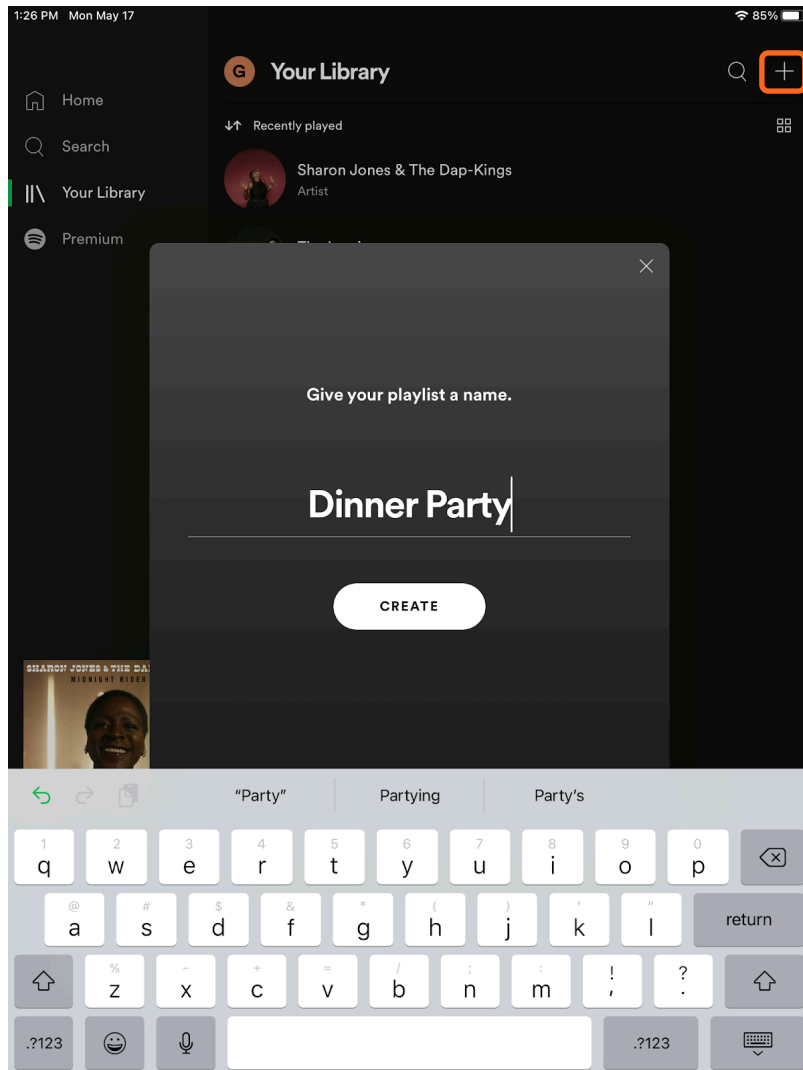 1:26 PM Mon May 17
85%
G Your Library
Home
Recently played
Search
Sharon Jones & The Dap-Kings
Artist
Your Library
Premium
Give your playlist a name.
Dinner Party
CREATE
SHARON JONES & THE DA
MIDNIGHT RIDER
“Party” Partying Party’s
1 2 3 4 5 6 7 8 9 0
q w e r t y u i o p
@ # $ & * ( ) ' "
a s d f g h j k l return
% - + = / ; : ! ?
z x c v b n m , .
.?123 .?123